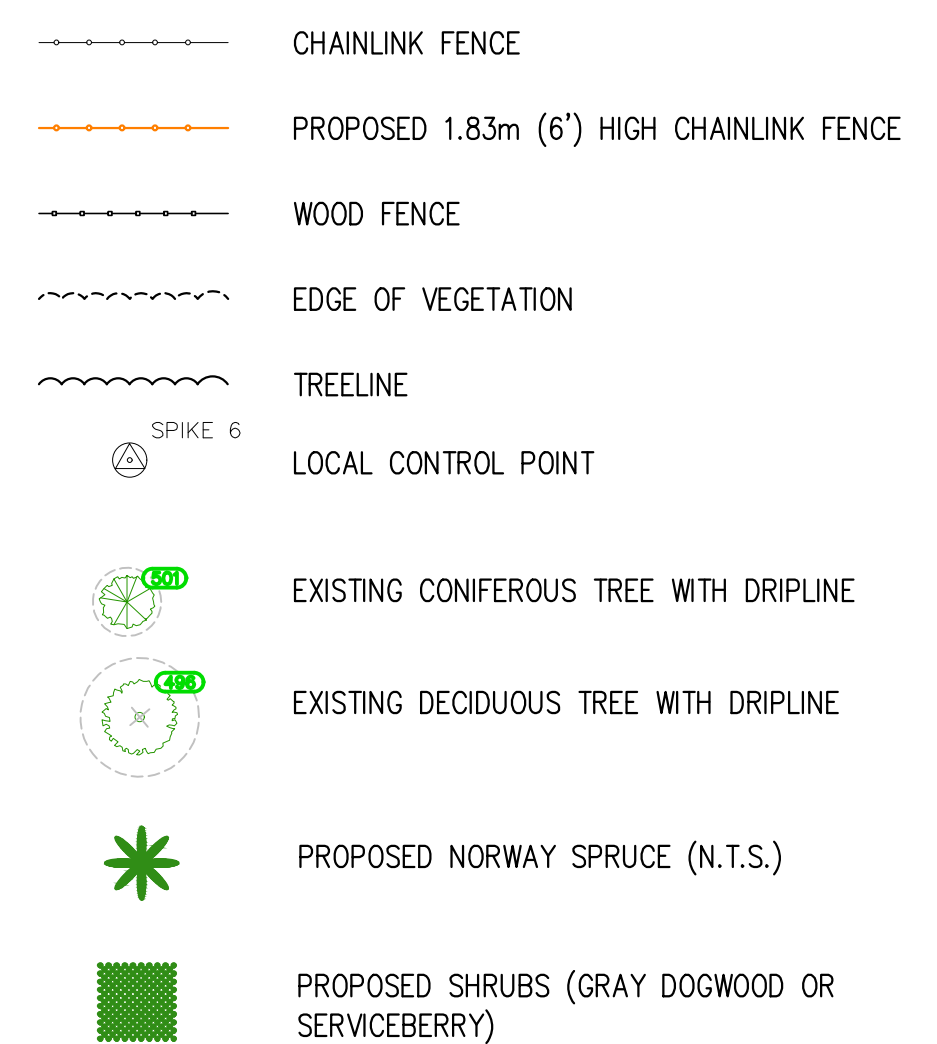 CHAINLINK FENCE
PROPOSED 1.83m (6') HIGH CHAINLINK FENCE
WOOD FENCE
EDGE OF VEGETATION
TREELINE
SPIKE 6
LOCAL CONTROL POINT
501
EXISTING CONIFEROUS TREE WITH DRIPLINE
496
EXISTING DECIDUOUS TREE WITH DRIPLINE
PROPOSED NORWAY SPRUCE (N.T.S.)
PROPOSED SHRUBS (GRAY DOGWOOD OR
SERVICEBERRY)